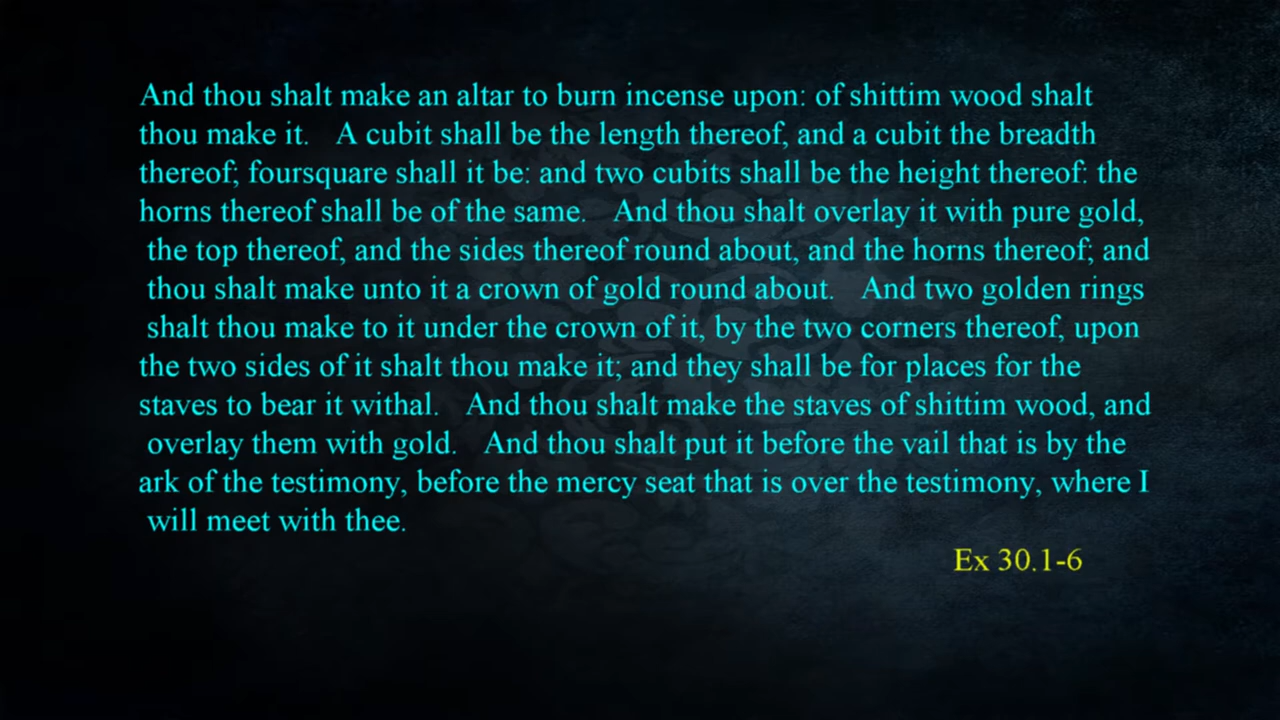 And thou shalt make an altar to burn incense upon: of shittim wood shalt
thou make it. A cubit shall be the length thereof, and a cubit the breadth
thereof; foursquare shall it be: and two cubits shall be the height thereof: the
horns thereof shall be of the same. And thou shalt overlay it with pure gold,
the top thereof, and the sides thereof round about, and the horns thereof; and
thou shalt make unto it a crown of gold round about. And two golden rings
shalt thou make to it under the crown of it, by the two corners thereof, upon
the two sides of it shalt thou make it; and they shall be for places for the
staves to bear it withal. And thou shalt make the staves of shittim wood, and
overlay them with gold. And thou shalt put it before the vail that is by the
ark of the testimony, before the mercy seat that is over the testimony, where I
will meet with thee.
Ex 30.1-6